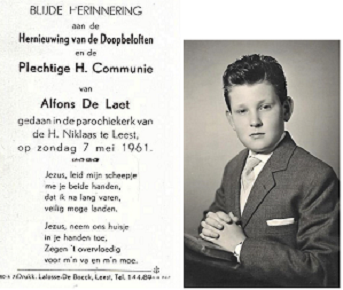 BLIJDE HERINNERING
aan de
Hernieuwing van de Doopbeloften
en de
Plechtige H. Communie
van
Alfons De Laet
gedaan in de parochiekerk van
de H. Niklaas te Leest,
op zondag 7 mei 1961.
Jezus, leid mijn scheepje
me je beide handen,
dat ik na lang varen,
veilig moge landen.
Jezus, neem ons huisje
in je handen toe,
Zegen 't overvloedig
voor m'n va en m'n moe.
Drukk. De Boeck, Leest, Tel.